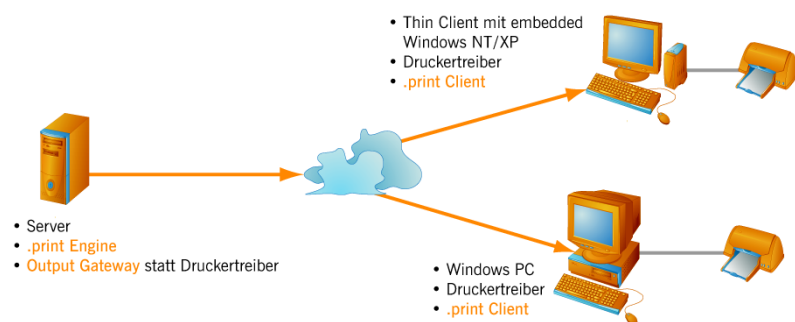 • Thin Client mit embedded
Windows NT/XP
• Druckertreiber
• .print Client
• Server
• .print Engine
• Output Gateway statt Druckertreiber
• Windows PC
• Druckertreiber
• .print Client